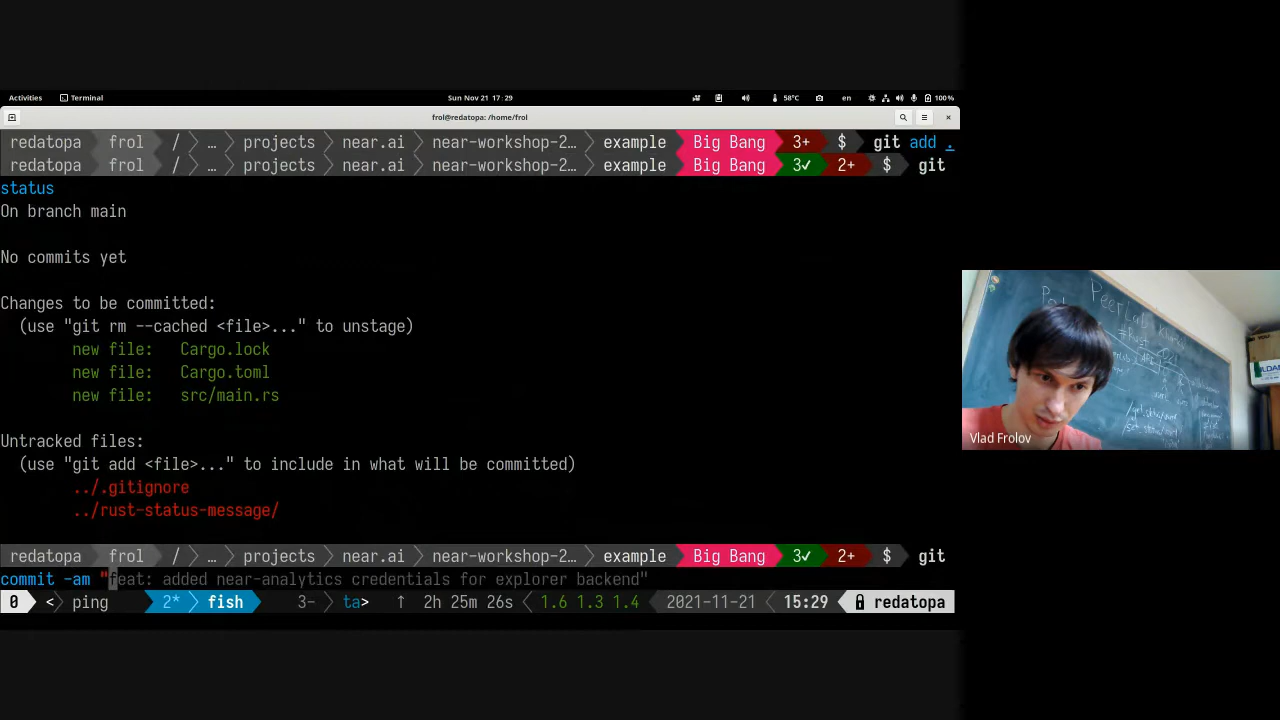 Activities Terminal Sun Nov 21 17:29 58°C en 100%
frol@redatopa: /home/frol
redatopa frol / … projects near.ai near-workshop-2… example Big Bang 3+ $ git add .
redatopa frol / … projects near.ai near-workshop-2… example Big Bang 3✓ 2+ $ git
status
On branch main
No commits yet
Changes to be committed:
(use "git rm --cached <file>..." to unstage)
new file: Cargo.lock
new file: Cargo.toml
new file: src/main.rs
Untracked files:
(use "git add <file>..." to include in what will be committed)
../.gitignore
../rust-status-message/
redatopa frol / … projects near.ai near-workshop-2… example Big Bang 3✓ 2+ $ git
commit -am "feat: added near-analytics credentials for explorer backend"
0 < ping 2* fish 3- ta> ↑ 2h 25m 26s 1.6 1.3 1.4 2021-11-21 15:29 redatopa
PeerLab
Vlad Frolov